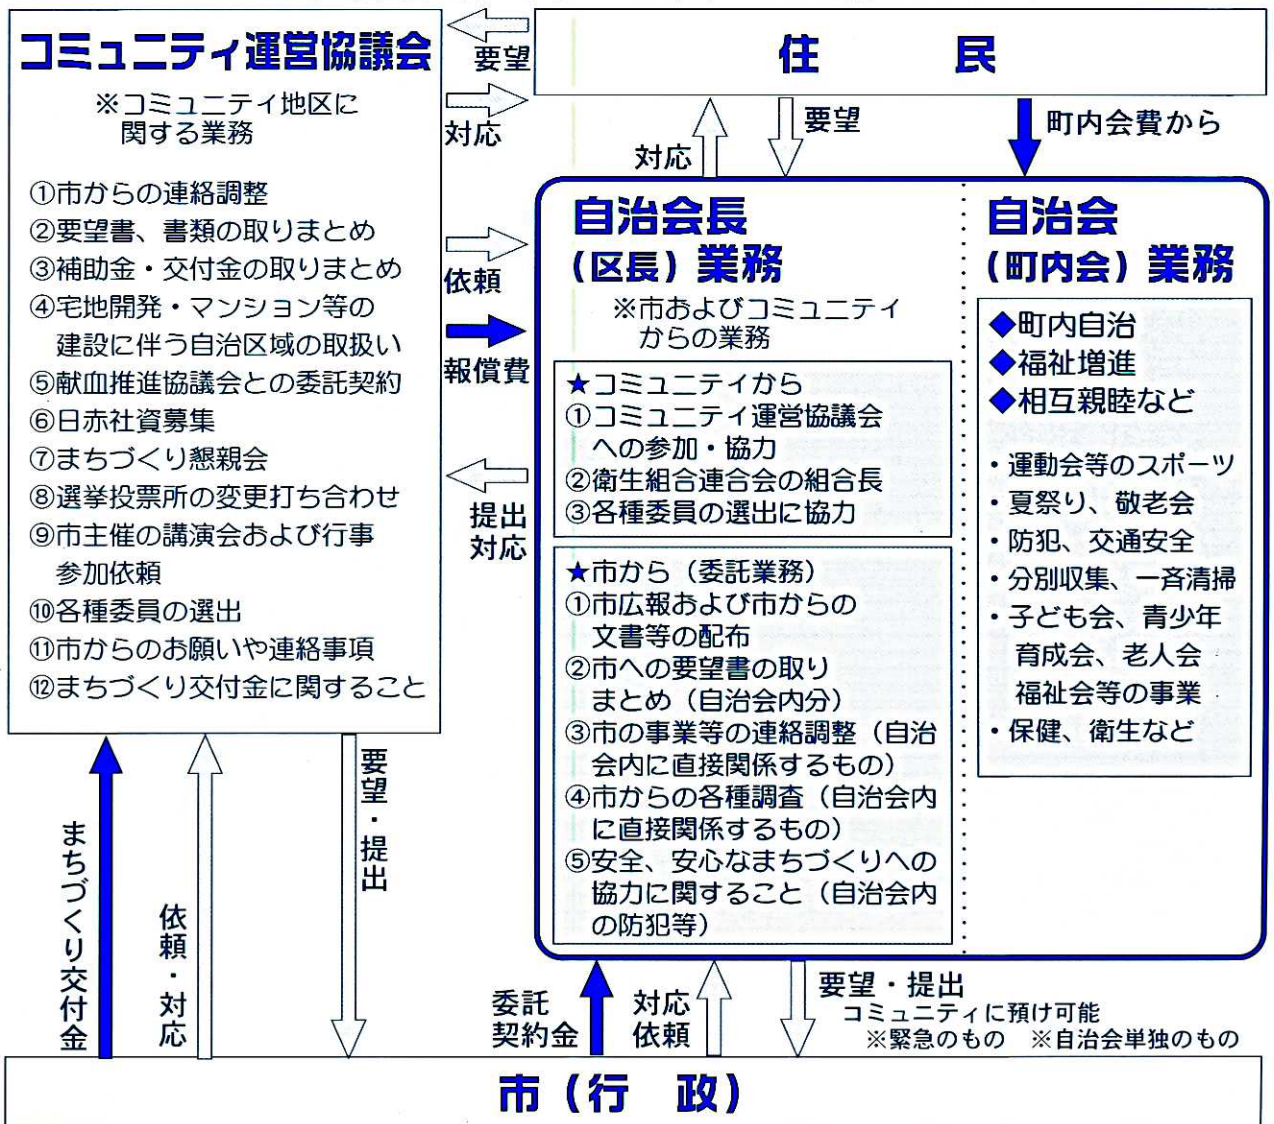 コミュニティ運営協議会
※コミュニティ地区に
関する業務
①市からの連絡調整
②要望書、書類の取りまとめ
③補助金・交付金の取りまとめ
④宅地開発・マンション等の
建設に伴う自治区域の取扱い
⑤献血推進協議会との委託契約
⑥日赤社資募集
⑦まちづくり懇親会
⑧選挙投票所の変更打ち合わせ
⑨市主催の講演会および行事
参加依頼
⑩各種委員の選出
⑪市からのお願いや連絡事項
⑫まちづくり交付金に関すること
要望
対応
住　民
対応
要望
町内会費から
依頼
報償費
提出
対応
自治会長
（区長）業務
※市およびコミュニティ
からの業務
★コミュニティから
①コミュニティ運営協議会
への参加・協力
②衛生組合連合会の組合長
③各種委員の選出に協力
★市から（委託業務）
①市広報および市からの
文書等の配布
②市への要望書の取り
まとめ（自治会内分）
③市の事業等の連絡調整（自治
会内に直接関係するもの）
④市からの各種調査（自治会内
に直接関係するもの）
⑤安全、安心なまちづくりへの
協力に関すること（自治会内
の防犯等）
自治会
（町内会）業務
◆町内自治
◆福祉増進
◆相互親睦など
・運動会等のスポーツ
・夏祭り、敬老会
・防犯、交通安全
・分別収集、一斉清掃
・子ども会、青少年
育成会、老人会
福祉会等の事業
・保健、衛生など
まちづくり交付金
依頼・対応
要望・提出
委託
契約金
対応
依頼
要望・提出
コミュニティに預け可能
※緊急のもの　※自治会単独のもの
市（行　政）